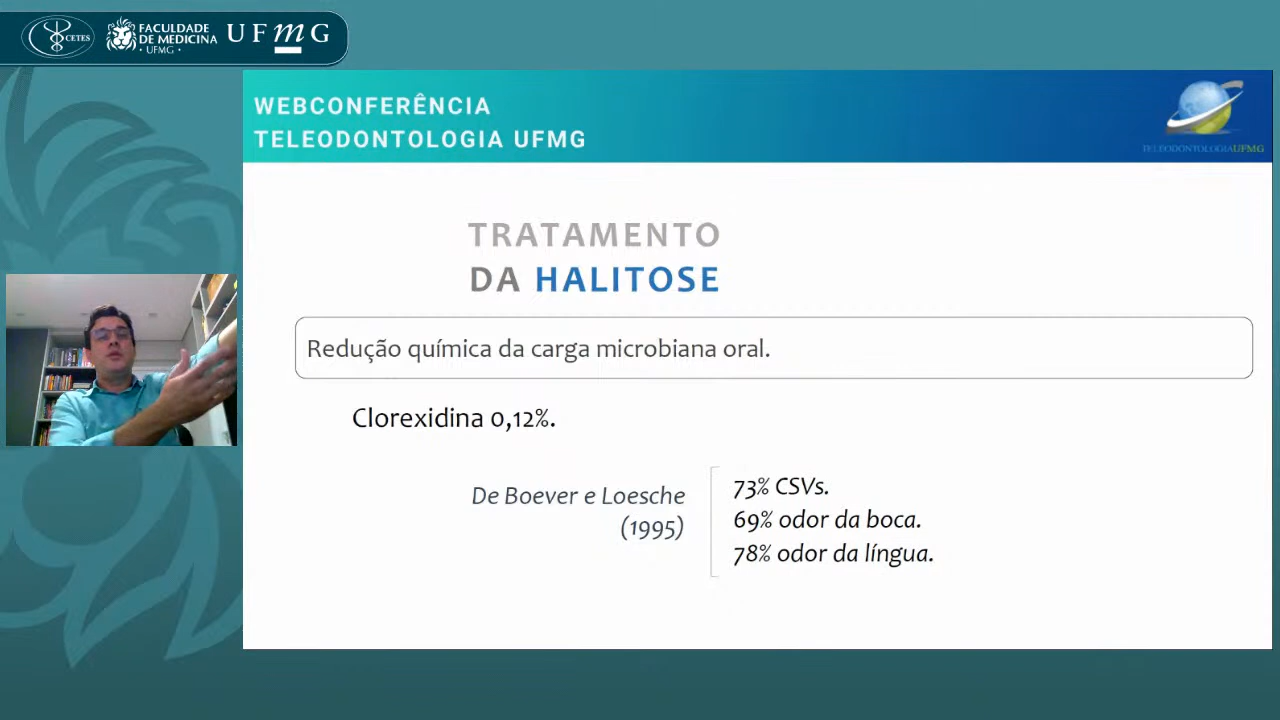 CETES
FACULDADE
DE MEDICINA
• UFMG •
UFmG
WEBCONFERÊNCIA
TELEODONTOLOGIA UFMG
TELEODONTOLOGIAUFMG
TRATAMENTO
DA HALITOSE
Redução química da carga microbiana oral.
Clorexidina 0,12%.
De Boever e Loesche
(1995)
73% CSVs.
69% odor da boca.
78% odor da língua.